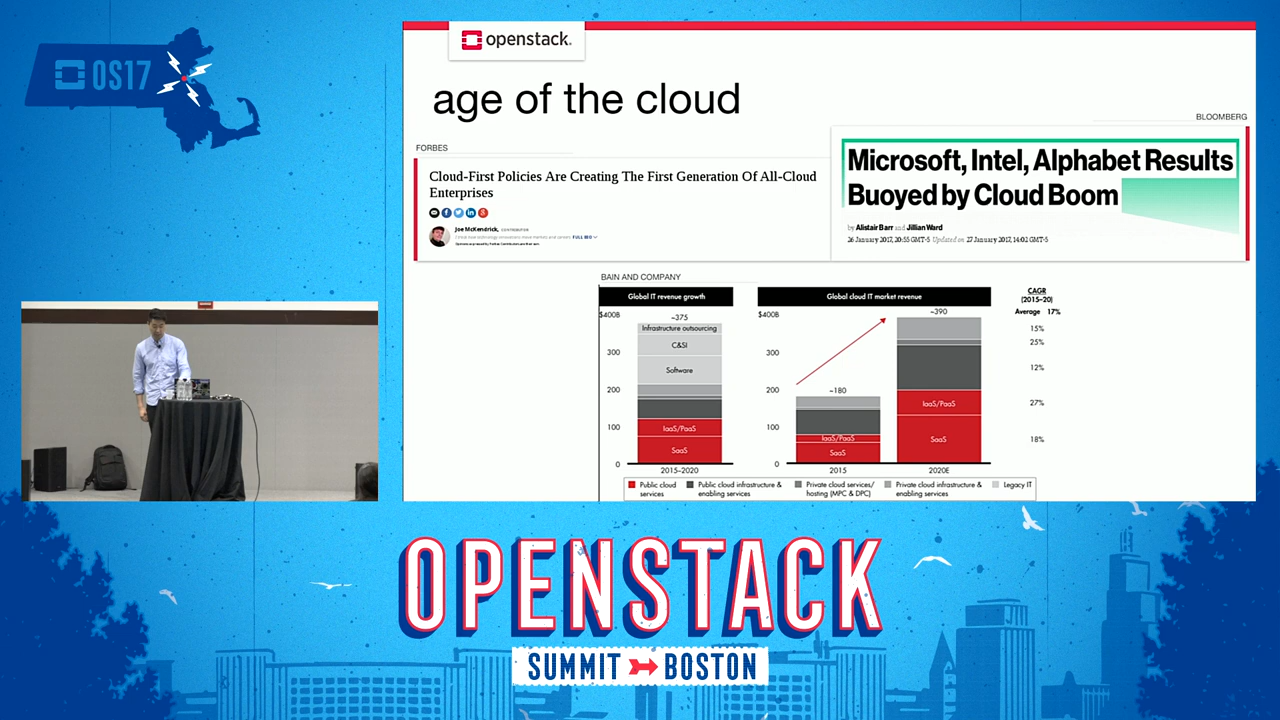 OS17
openstack.
age of the cloud
FORBES
Cloud-First Policies Are Creating The First Generation Of All-Cloud
Enterprises
Joe McKendrick, CONTRIBUTOR
FULL BIO
BLOOMBERG
Microsoft, Intel, Alphabet Results
Buoyed by Cloud Boom
by Alistair Barr and Jillian Ward
26 January 2017, 20:55 GMT-5 Updated on 27 January 2017, 14:02 GMT-5
BAIN AND COMPANY
Global IT revenue growth
$400B
300
200
100
0
~375
Infrastructure outsourcing
C&SI
Software
IaaS/PaaS
SaaS
2015–2020
Global cloud IT market revenue
$400B
300
200
100
0
~180
IaaS/PaaS
SaaS
2015
~390
IaaS/PaaS
SaaS
2020E
CAGR
(2015–20)
Average 17%
15%
25%
12%
27%
18%
Public cloud
services
Public cloud infrastructure &
enabling services
Private cloud services/
hosting (MPC & DPC)
Private cloud infrastructure &
enabling services
Legacy IT
OPENSTACK
SUMMIT BOSTON